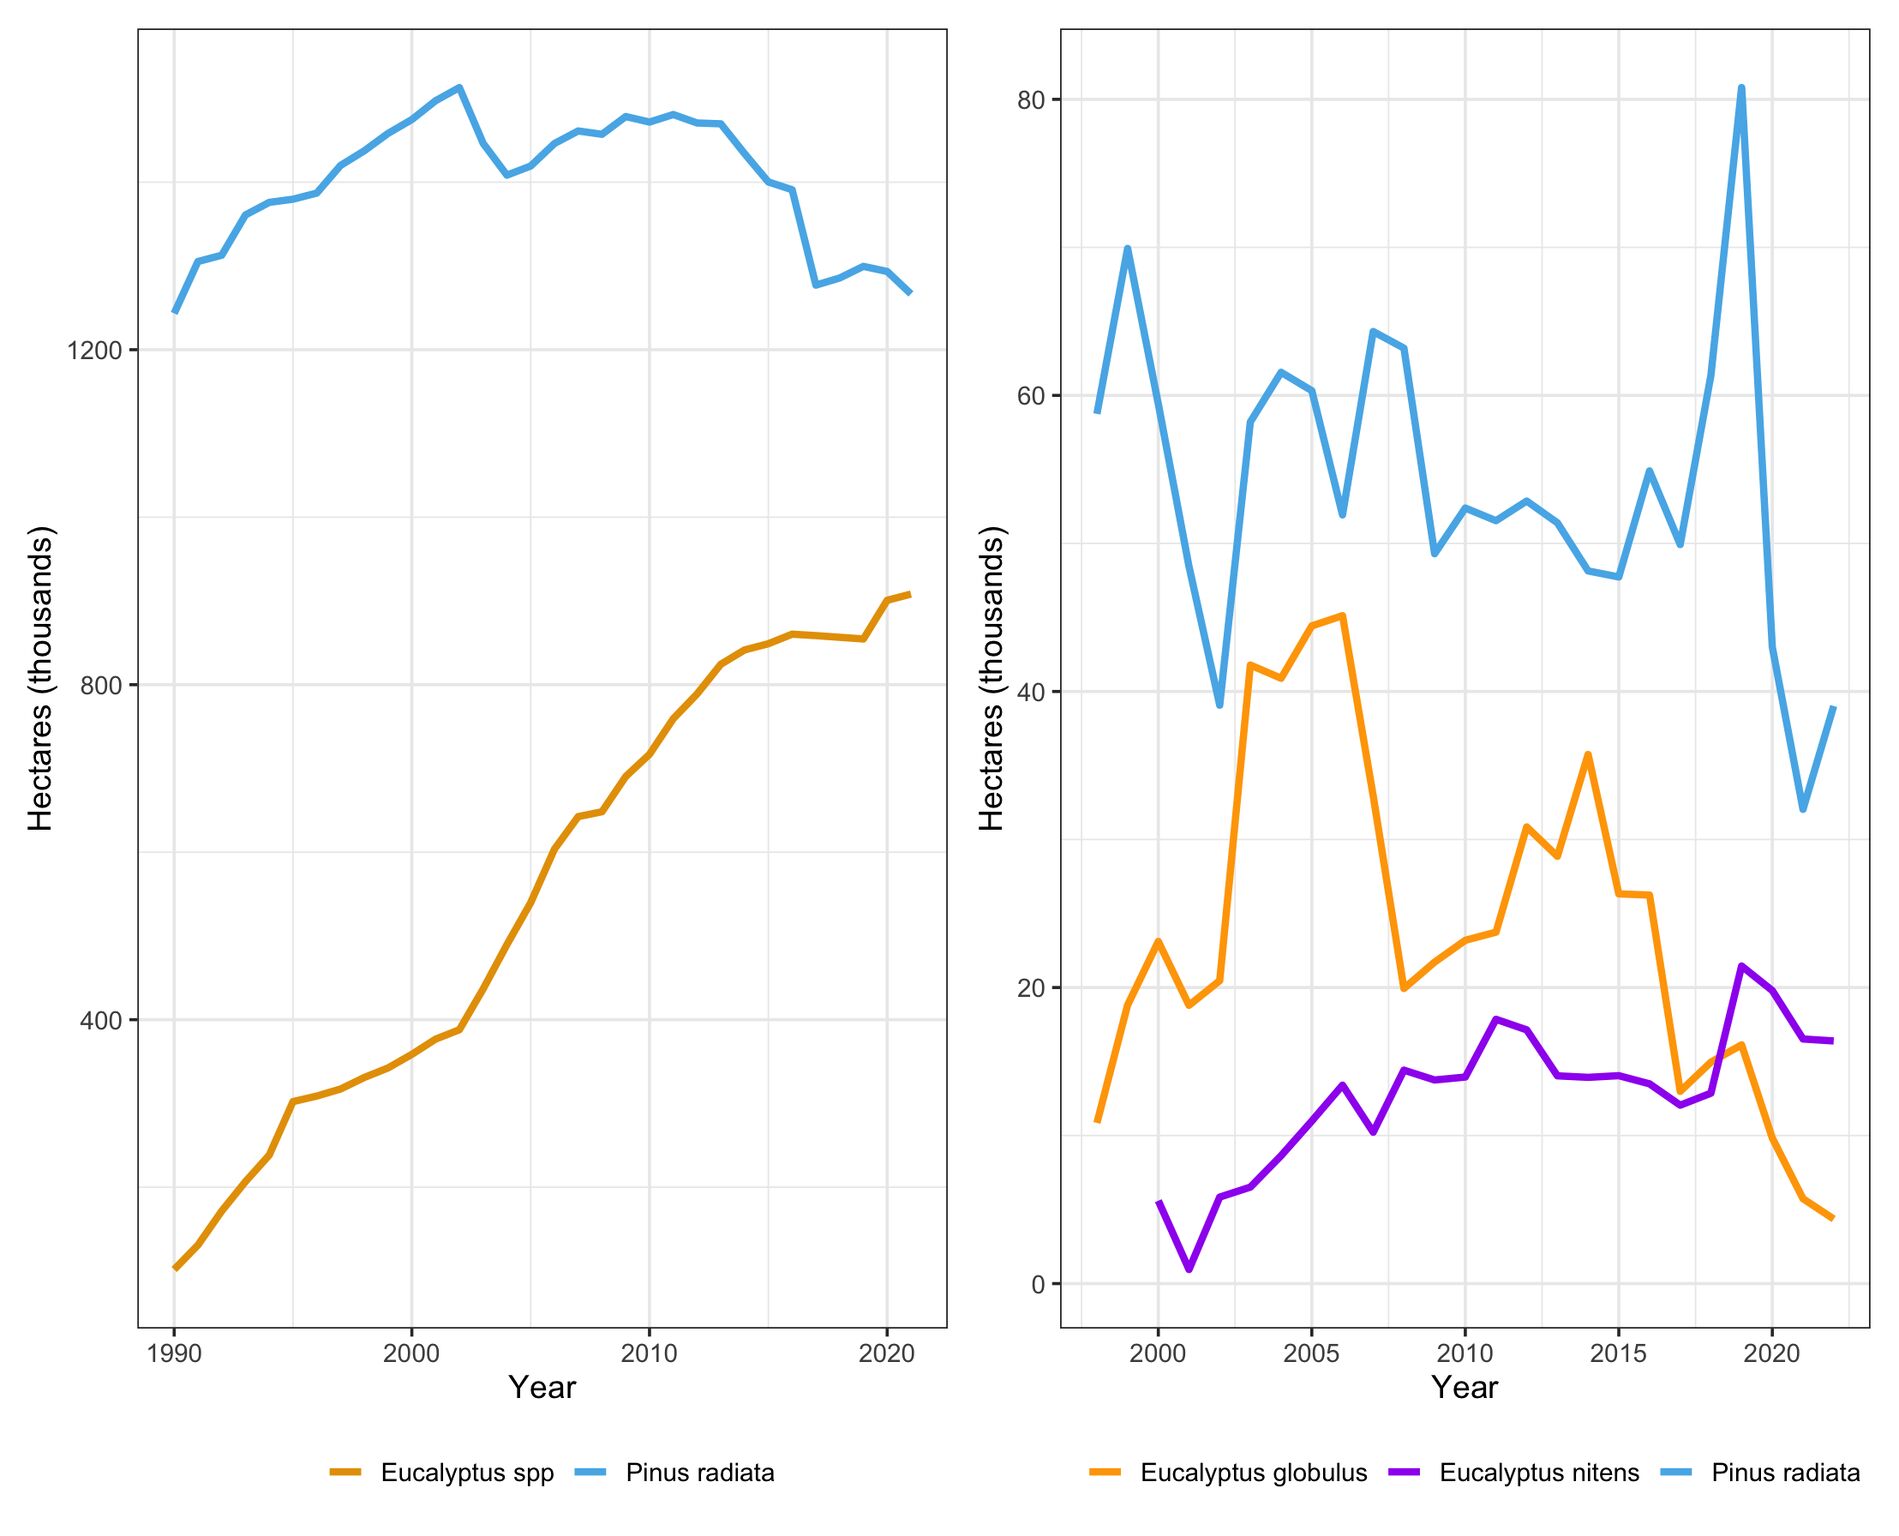 Hectares (thousands)
1200
800
400
1990 2000 2010 2020
Year
Eucalyptus spp Pinus radiata
Hectares (thousands)
80
60
40
20
0
2000 2005 2010 2015 2020
Year
Eucalyptus globulus Eucalyptus nitens Pinus radiata